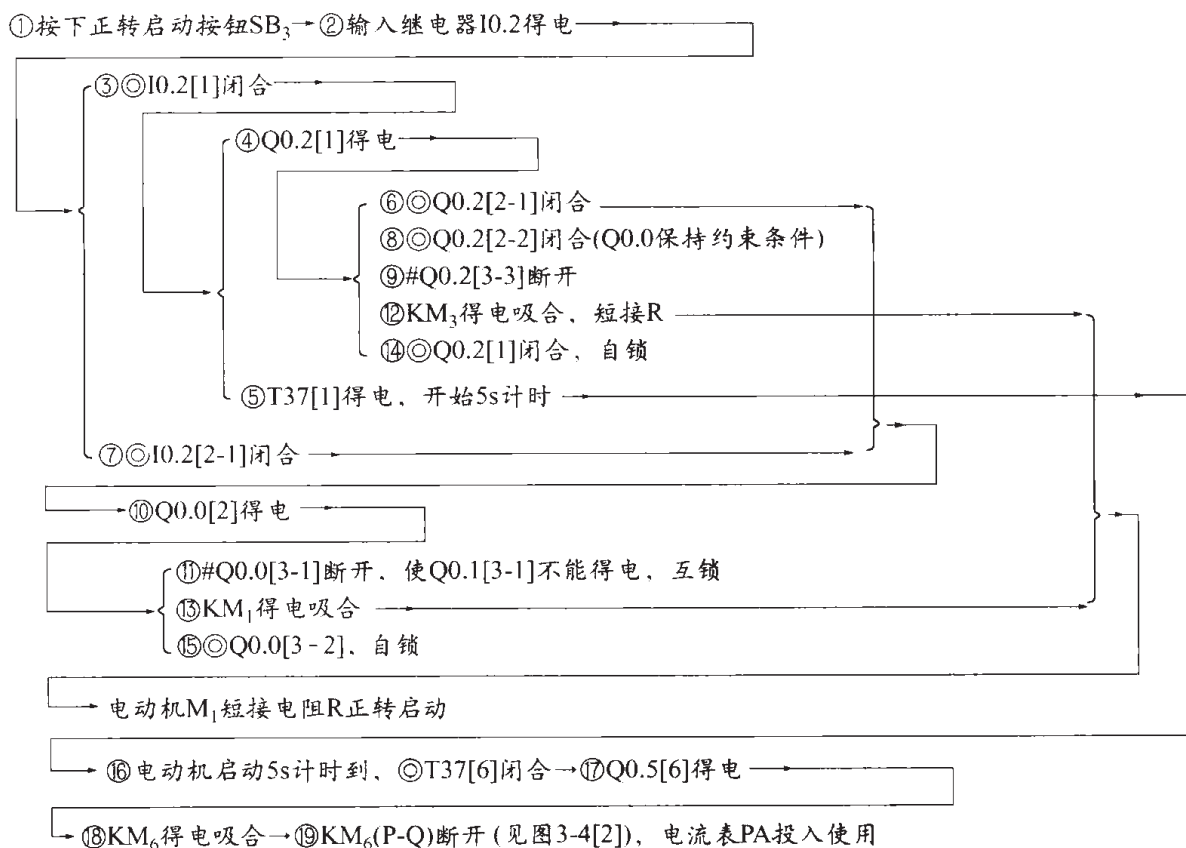 ①按下正转启动按钮SB₃→②输入继电器I0.2得电
③◎I0.2[1]闭合
④Q0.2[1]得电
⑥◎Q0.2[2-1]闭合
⑧◎Q0.2[2-2]闭合(Q0.0保持约束条件)
⑨#Q0.2[3-3]断开
⑫KM₃得电吸合、短接R
⑭◎Q0.2[1]闭合、自锁
⑤T37[1]得电、开始5s计时
⑦◎I0.2[2-1]闭合
⑩Q0.0[2]得电
⑪#Q0.0[3-1]断开、使Q0.1[3-1]不能得电、互锁
⑬KM₁得电吸合
⑮◎Q0.0[3-2]、自锁
电动机M₁短接电阻R正转启动
⑯电动机启动5s计时到、◎T37[6]闭合→⑰Q0.5[6]得电
⑱KM₆得电吸合→⑲KM₆(P-Q)断开(见图3-4[2])，电流表PA投入使用